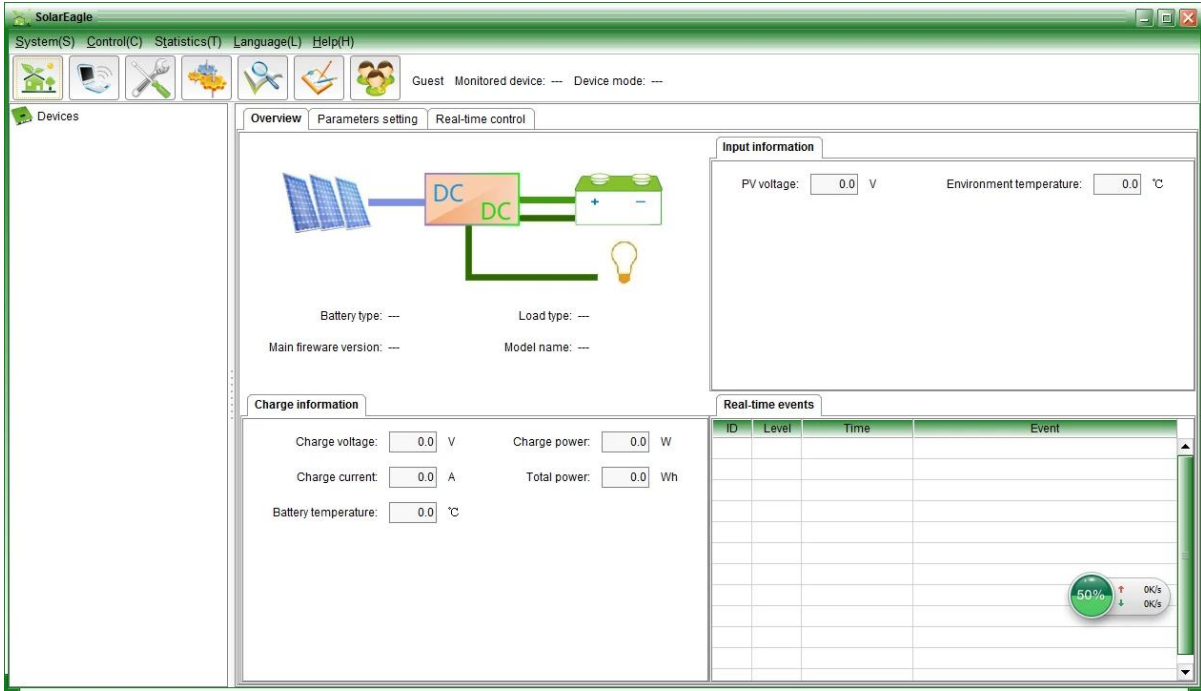 SolarEagle
System(S) Control(C) Statistics(T) Language(L) Help(H)
Guest Monitored device: --- Device mode: ---
Devices
Overview Parameters setting Real-time control
DC
DC
+ −
Battery type: --- Load type: ---
Main fireware version: --- Model name: ---
Input information
PV voltage: 0.0 V Environment temperature: 0.0 ℃
Charge information
Charge voltage: 0.0 V Charge power: 0.0 W
Charge current: 0.0 A Total power: 0.0 Wh
Battery temperature: 0.0 ℃
Real-time events
ID Level Time Event
50% ↑ 0K/s
↓ 0K/s